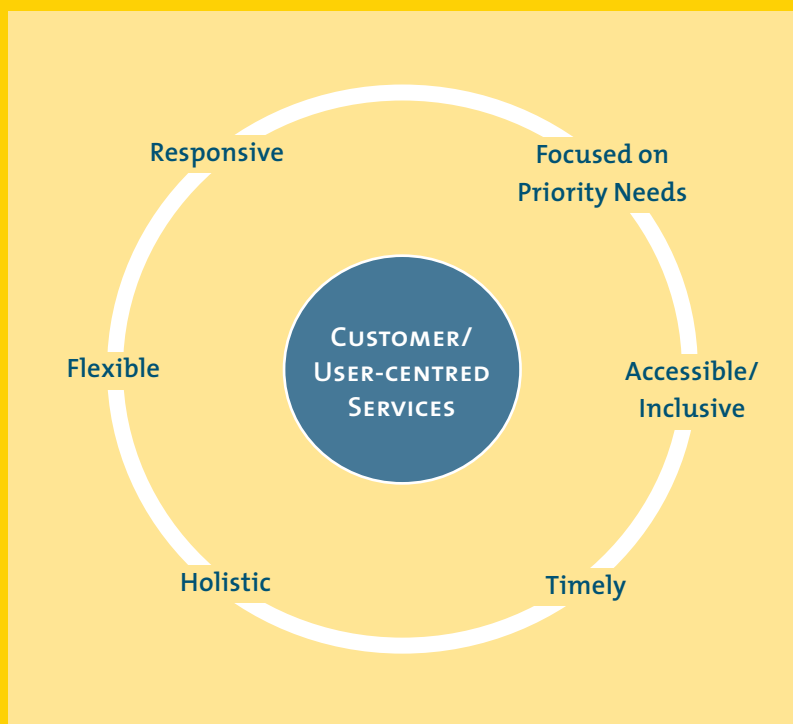 Responsive
Focused on
Priority Needs
Customer/
User-centred
Services
Flexible
Accessible/
Inclusive
Holistic
Timely